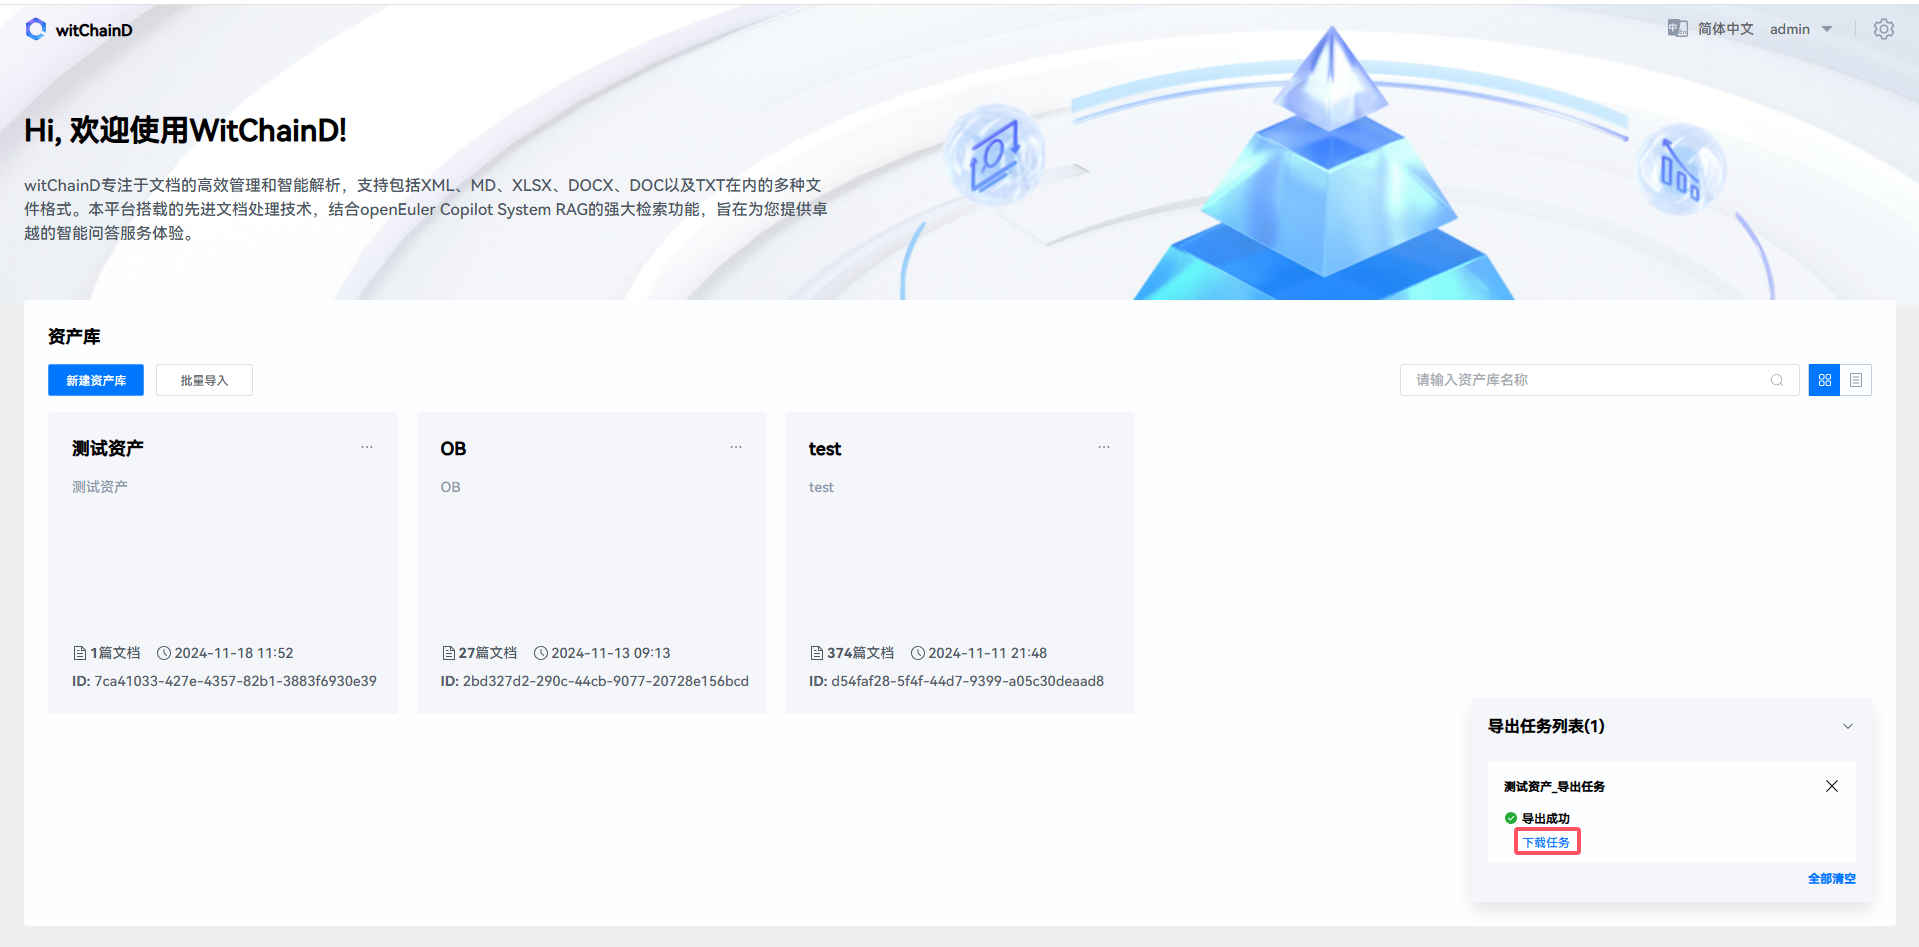 witChainD
简体中文 admin
Hi, 欢迎使用WitChainD!
witChainD专注于文档的高效管理和智能解析，支持包括XML、MD、XLSX、DOCX、DOC以及TXT在内的多种文
件格式。本平台搭载的先进文档处理技术，结合openEuler Copilot System RAG的强大检索功能，旨在为您提供卓
越的智能问答服务体验。
资产库
新建资产库 批量导入 请输入资产库名称
测试资产 ···
测试资产
1篇文档 2024-11-18 11:52
ID: 7ca41033-427e-4357-82b1-3883f6930e39
OB ···
OB
27篇文档 2024-11-13 09:13
ID: 2bd327d2-290c-44cb-9077-20728e156bcd
test ···
test
374篇文档 2024-11-11 21:48
ID: d54faf28-5f4f-44d7-9399-a05c30deaad8
导出任务列表(1)
测试资产_导出任务
导出成功
下载任务
全部清空